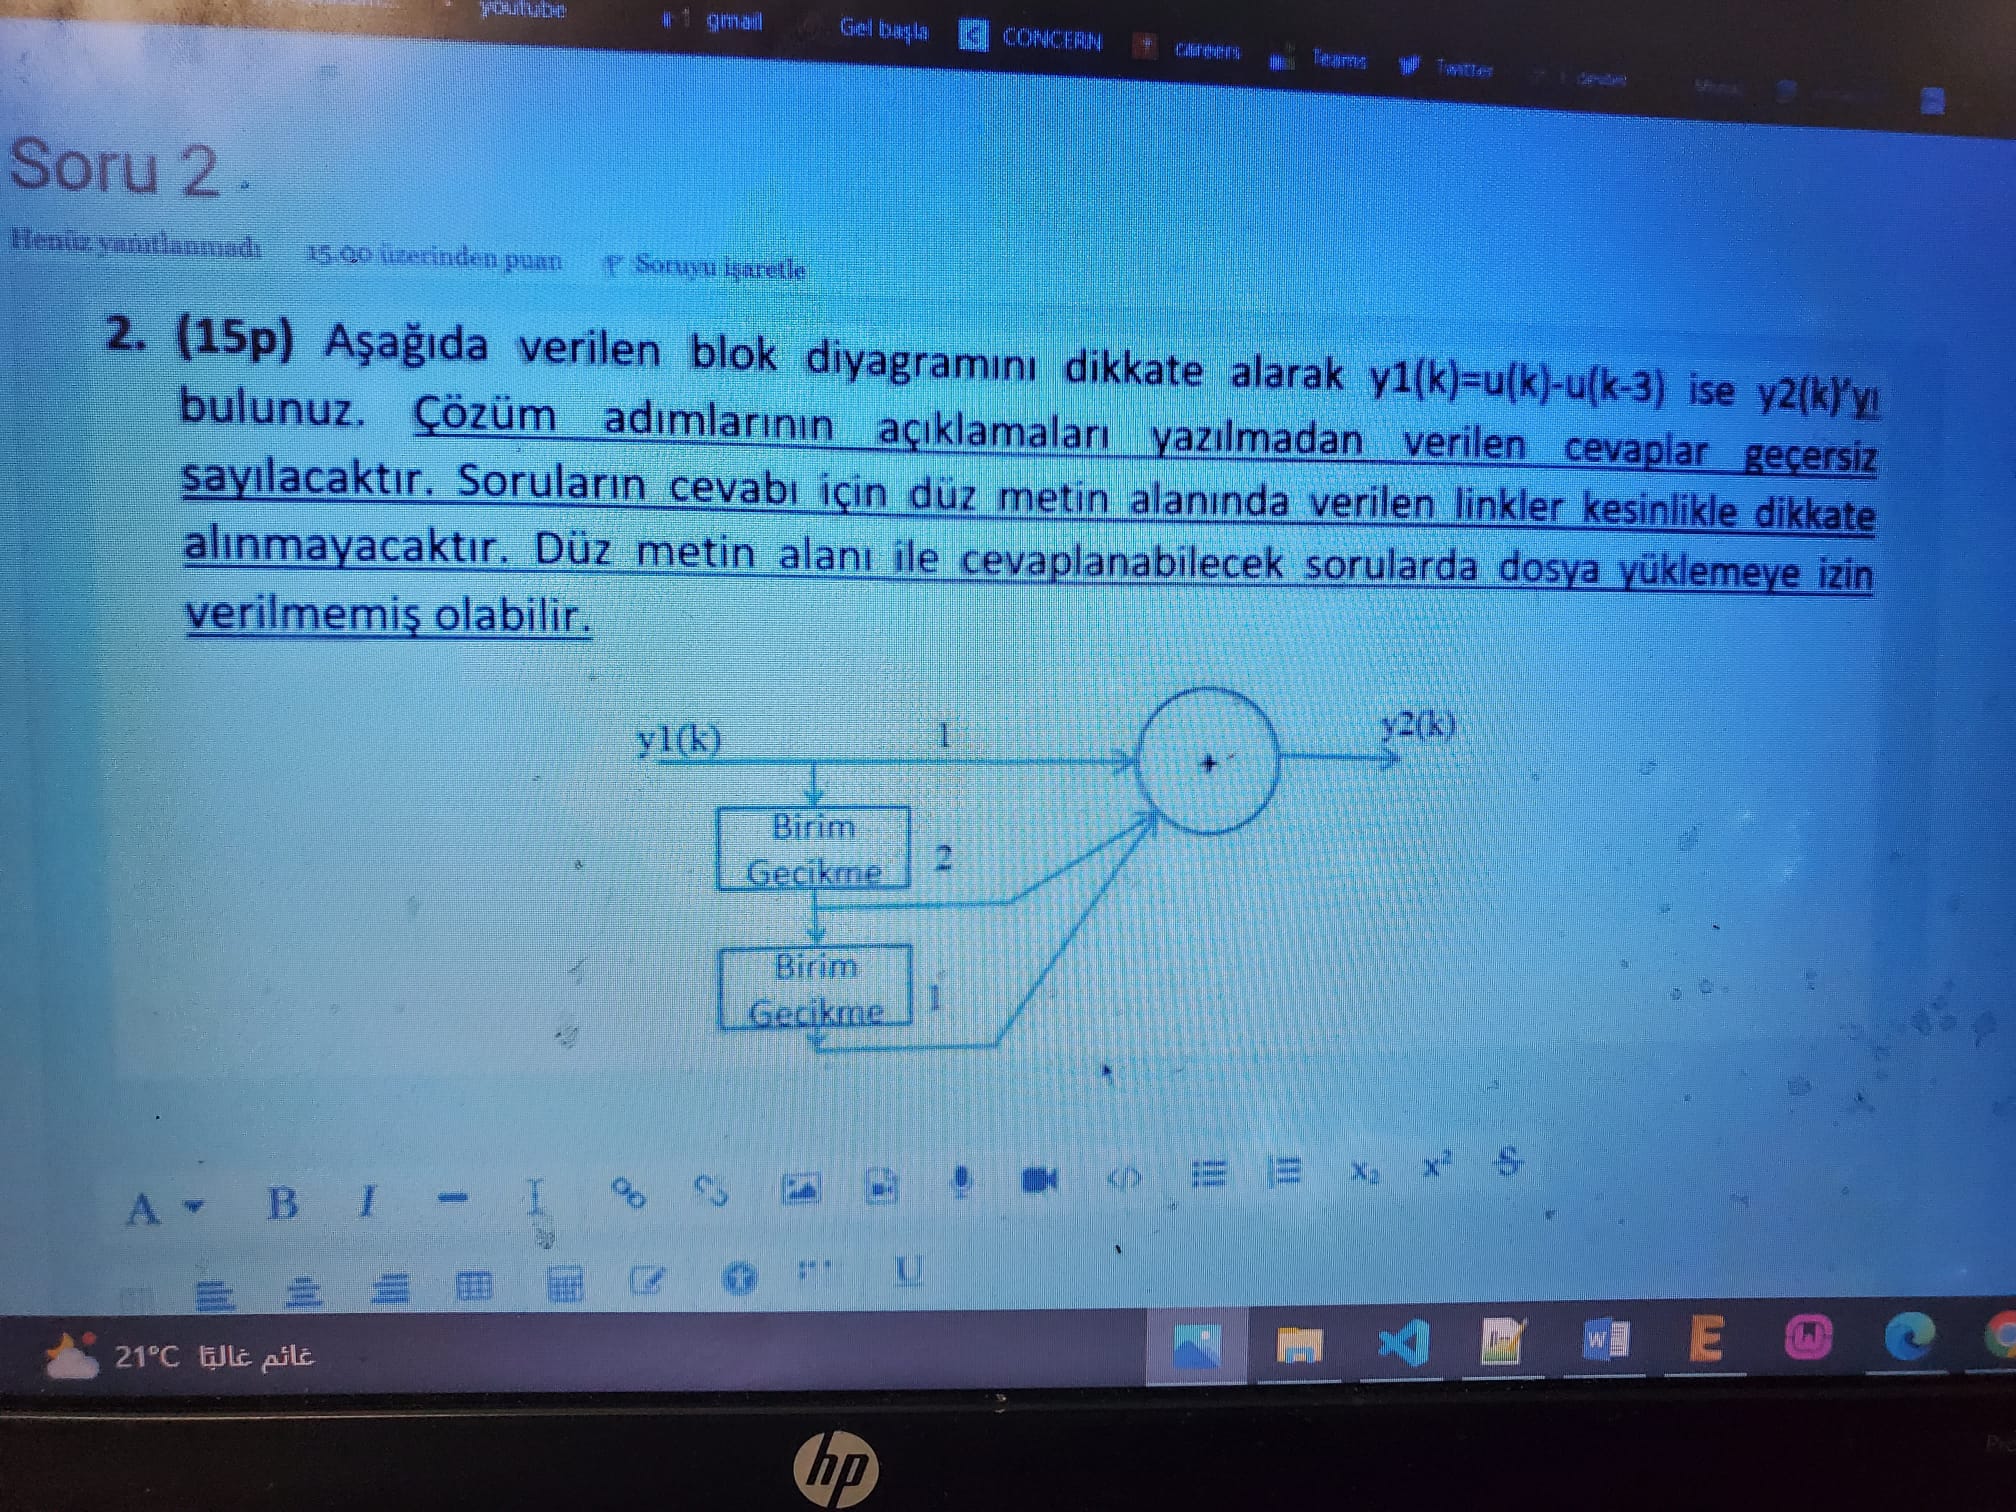 youtube
gmail
Gel başla
CONCERN
careers
Teams
Twitter
Soru 2
Henüz yanıtlanmadı 15.00 üzerinden puan Soruyu işaretle
2. (15p) Aşağıda verilen blok diyagramını dikkate alarak y1(k)=u(k)-u(k-3) ise y2(k)'yı
bulunuz. Çözüm adımlarının açıklamaları yazılmadan verilen cevaplar geçersiz
sayılacaktır. Soruların cevabı için düz metin alanında verilen linkler kesinlikle dikkate
alınmayacaktır. Düz metin alanı ile cevaplanabilecek sorularda dosya yüklemeye izin
verilmemiş olabilir.
y1(k)
1
+
y2(k)
Birim
Gecikme
2
Birim
Gecikme
1
A B I
X₂ X² S
U
21°C غائم غالبًا
W
E
W
hp